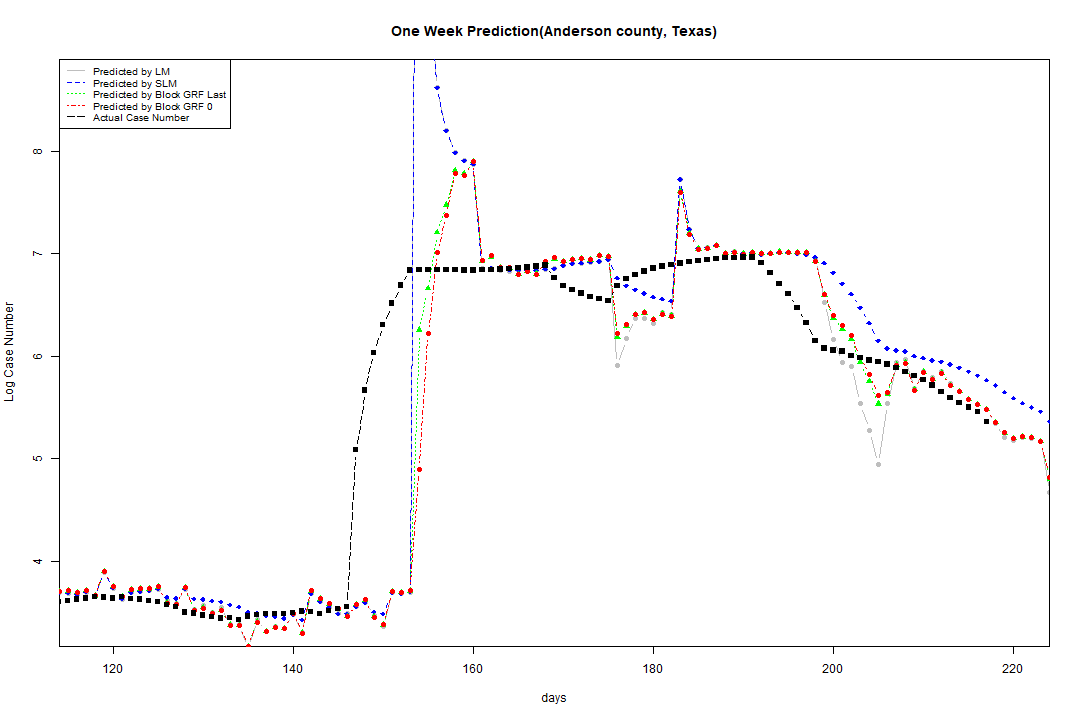 One Week Prediction(Anderson county, Texas)
Predicted by LM
Predicted by SLM
Predicted by Block GRF Last
Predicted by Block GRF 0
Actual Case Number
8
7
6
5
4
Log Case Number
120 140 160 180 200 220
days